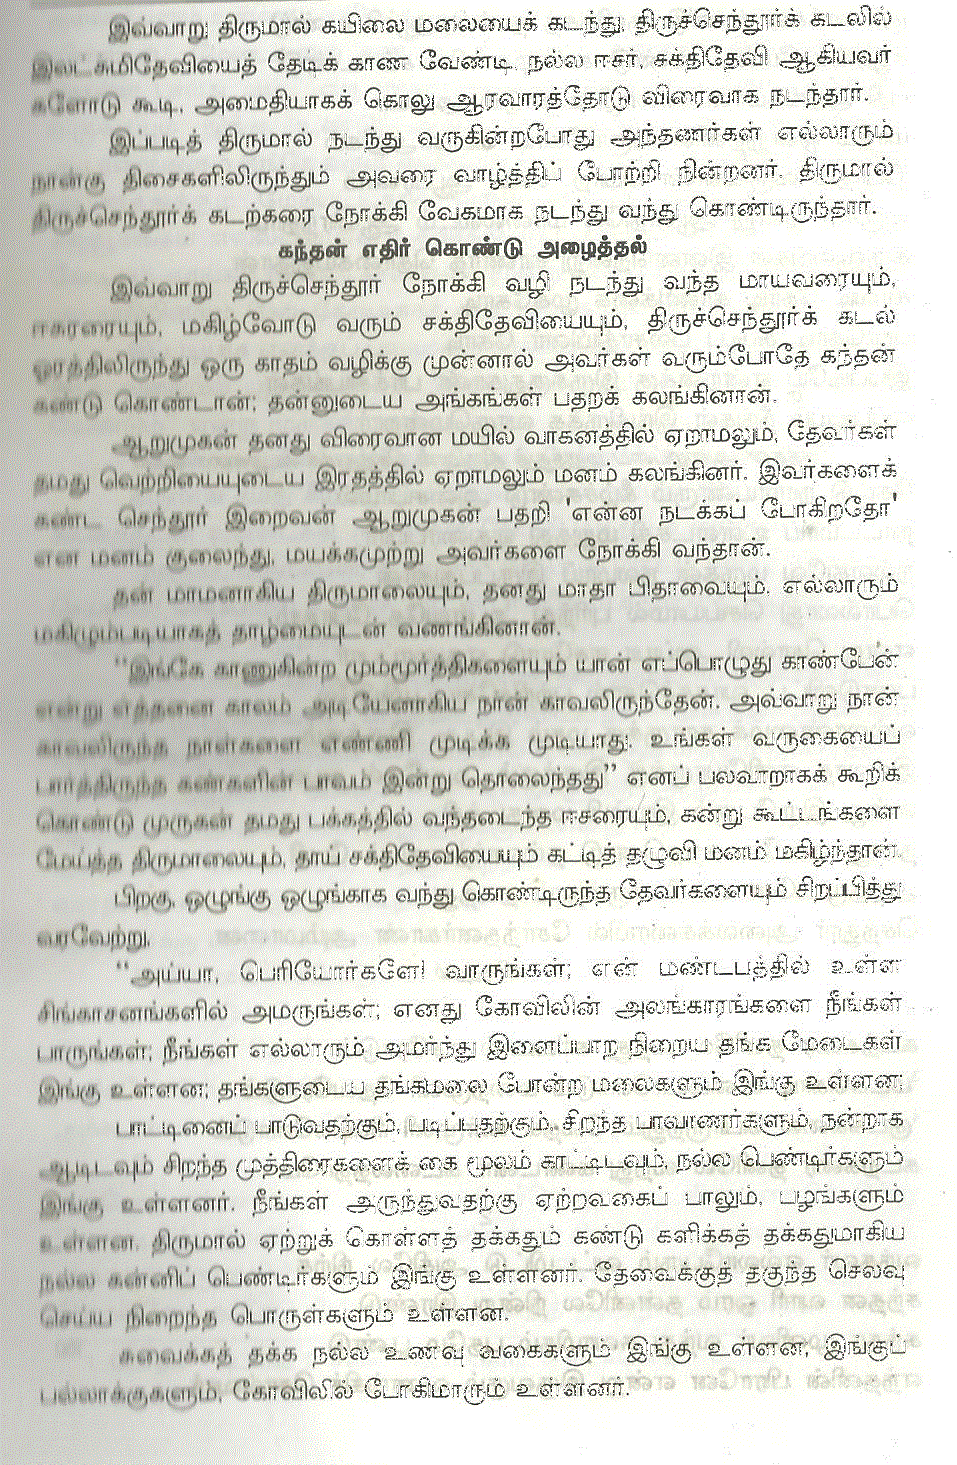 இவ்வாறு திருமால் கயிலை மலையைக் கடந்து, திருச்செந்தூர்க் கடலில்
இலட்சுமிதேவியைத் தேடிக் காண வேண்டி, நல்ல ஈசர், சக்திதேவி ஆகியவர்
களோடு கூடி, அமைதியாகக் கொலு ஆரவாரத்தோடு விரைவாக நடந்தார்.
இப்படித் திருமால் நடந்து வருகின்றபோது அந்தணர்கள் எல்லாரும்
நான்கு திசைகளிலிருந்தும் அவரை வாழ்த்திப் போற்றி நின்றனர். திருமால்
திருச்செந்தூர்க் கடற்கரை நோக்கி வேகமாக நடந்து வந்து கொண்டிருந்தார்.
கந்தன் எதிர் கொண்டு அழைத்தல்
இவ்வாறு திருச்செந்தூர் நோக்கி வழி நடந்து வந்த மாயவரையும்,
ஈசுரரையும், மகிழ்வோடு வரும் சக்திதேவியையும், திருச்செந்தூர்க் கடல்
ஓரத்திலிருந்து ஒரு காதம் வழிக்கு முன்னால் அவர்கள் வரும்போதே கந்தன்
கண்டு கொண்டான்; தன்னுடைய அங்கங்கள் பதறக் கலங்கினான்.
ஆறுமுகன் தனது விரைவான மயில் வாகனத்தில் ஏறாமலும், தேவர்கள்
தமது வெற்றியையுடைய இரதத்தில் ஏறாமலும் மனம் கலங்கினர். இவர்களைக்
கண்ட செந்தூர் இறைவன் ஆறுமுகன் பதறி 'என்ன நடக்கப் போகிறதோ'
என மனம் குலைந்து, மயக்கமுற்று அவர்களை நோக்கி வந்தான்.
தன் மாமனாகிய திருமாலையும், தனது மாதா பிதாவையும், எல்லாரும்
மகிழும்படியாகத் தாழ்மையுடன் வணங்கினான்.
“இங்கே காணுகின்ற மும்மூர்த்திகளையும் யான் எப்பொழுது காண்பேன்
என்று எத்தனை காலம் அடியேனாகிய நான் காவலிருந்தேன். அவ்வாறு நான்
காவலிருந்த நாள்களை எண்ணி முடிக்க முடியாது. உங்கள் வருகையைப்
பார்த்திருந்த கண்களின் பாவம் இன்று தொலைந்தது” எனப் பலவாறாகக் கூறிக்
கொண்டு முருகன் தமது பக்கத்தில் வந்தடைந்த ஈசரையும், கன்று கூட்டங்களை
மேய்த்த திருமாலையும், தாய் சக்திதேவியையும் கட்டித் தழுவி மனம் மகிழ்ந்தான்.
பிறகு, ஒழுங்கு ஒழுங்காக வந்து கொண்டிருந்த தேவர்களையும் சிறப்பித்து
வரவேற்று,
“அய்யா, பெரியோர்களே! வாருங்கள்; என் மண்டபத்தில் உள்ள
சிங்காசனங்களில் அமருங்கள்; எனது கோவிலின் அலங்காரங்களை நீங்கள்
பாருங்கள்; நீங்கள் எல்லாரும் அமர்ந்து இளைப்பாற நிறைய தங்க மேடைகள்
இங்கு உள்ளன; தங்களுடைய தங்கமலை போன்ற மலைகளும் இங்கு உள்ளன;
பாட்டினைப் பாடுவதற்கும், படிப்பதற்கும், சிறந்த பாவாணர்களும், நன்றாக
ஆடிடவும் சிறந்த முத்திரைகளைக் கை மூலம் காட்டிடவும், நல்ல பெண்டிர்களும்
இங்கு உள்ளனர். நீங்கள் அருந்துவதற்கு ஏற்றவகைப் பாலும், பழங்களும்
உள்ளன. திருமால் ஏற்றுக் கொள்ளத் தக்கதும் கண்டு களிக்கத் தக்கதுமாகிய
நல்ல கன்னிப் பெண்டிர்களும் இங்கு உள்ளனர். தேவைக்குத் தகுந்த செலவு
செய்ய நிறைந்த பொருள்களும் உள்ளன.
சுவைக்கத் தக்க நல்ல உணவு வகைகளும் இங்கு உள்ளன; இங்குப்
பல்லாக்குகளும், கோவிலில் போகிமாரும் உள்ளனர்.